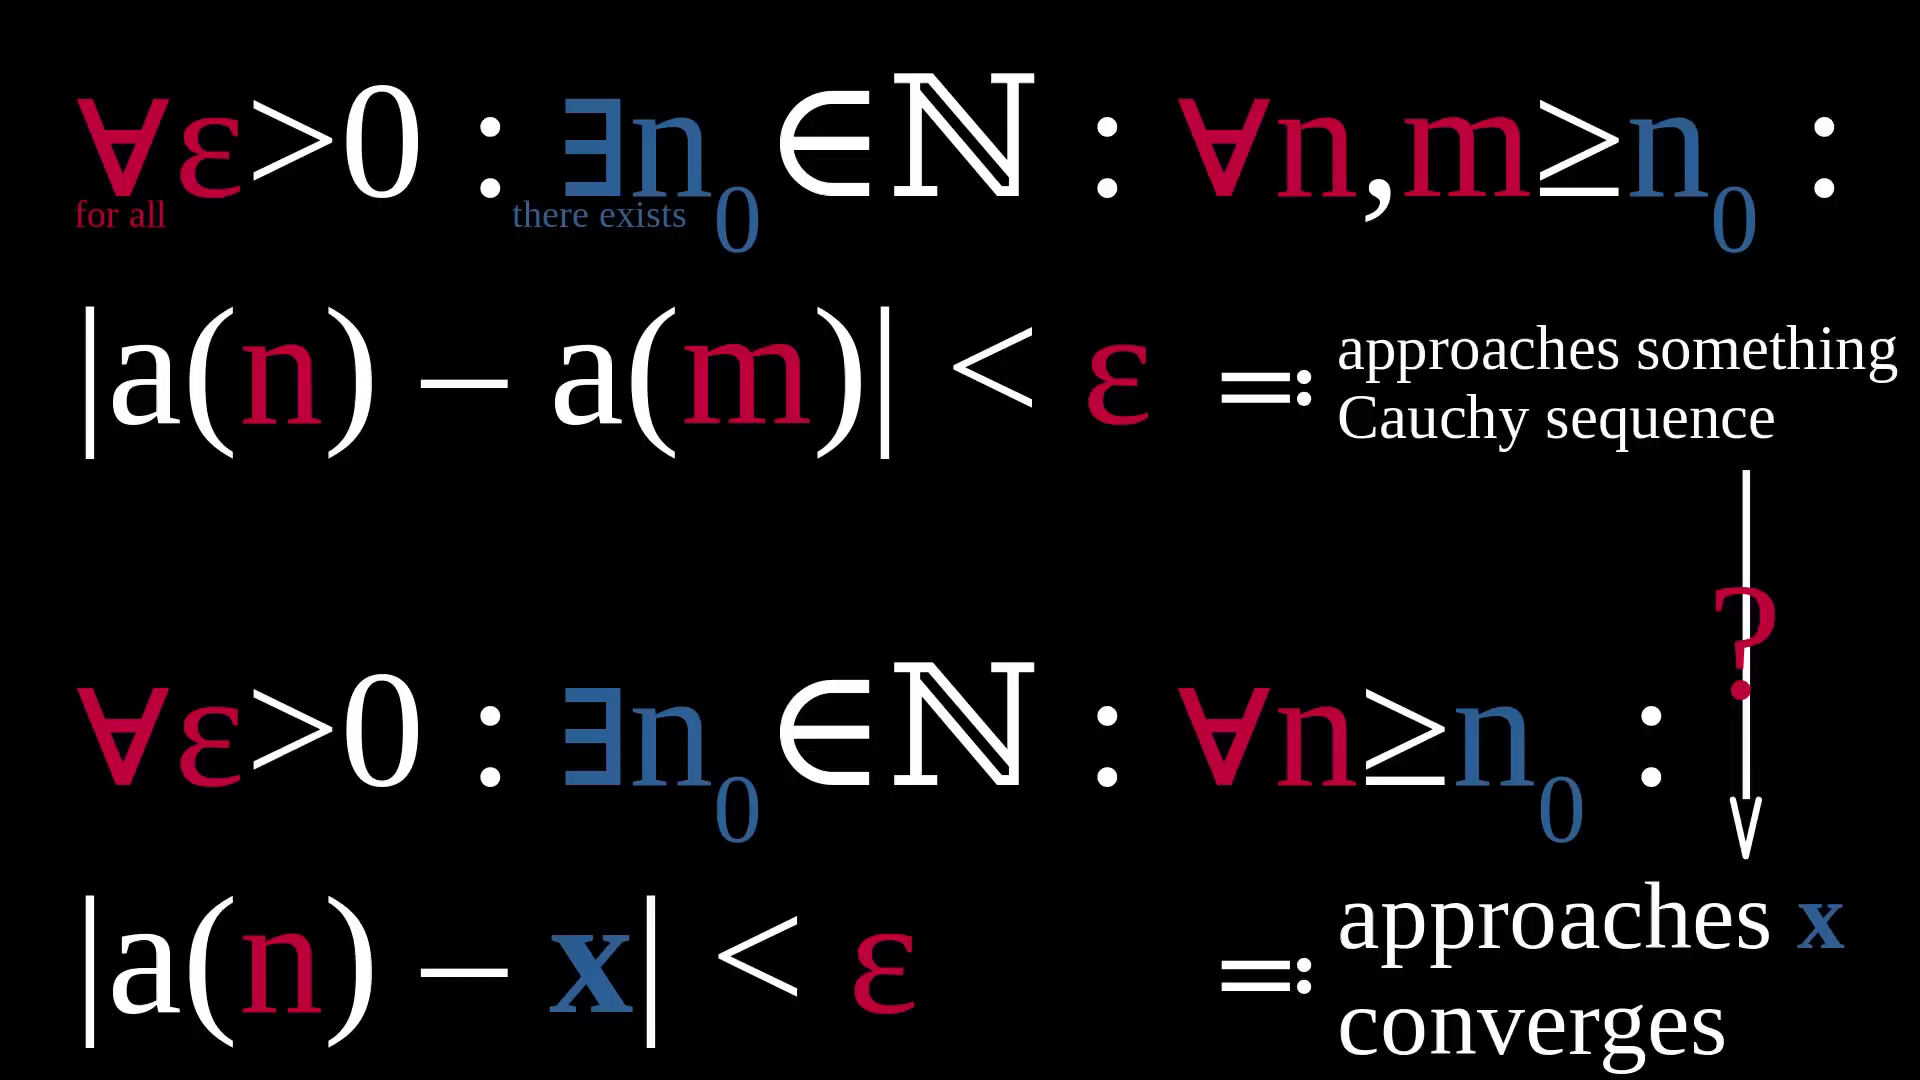 ∀ε>0 : ∃n₀∈ℕ : ∀n,m≥n₀ :
for all there exists
|a(n) – a(m)| < ε =: approaches something
Cauchy sequence
?
∀ε>0 : ∃n₀∈ℕ : ∀n≥n₀ :
|a(n) – x| < ε =: approaches x
converges